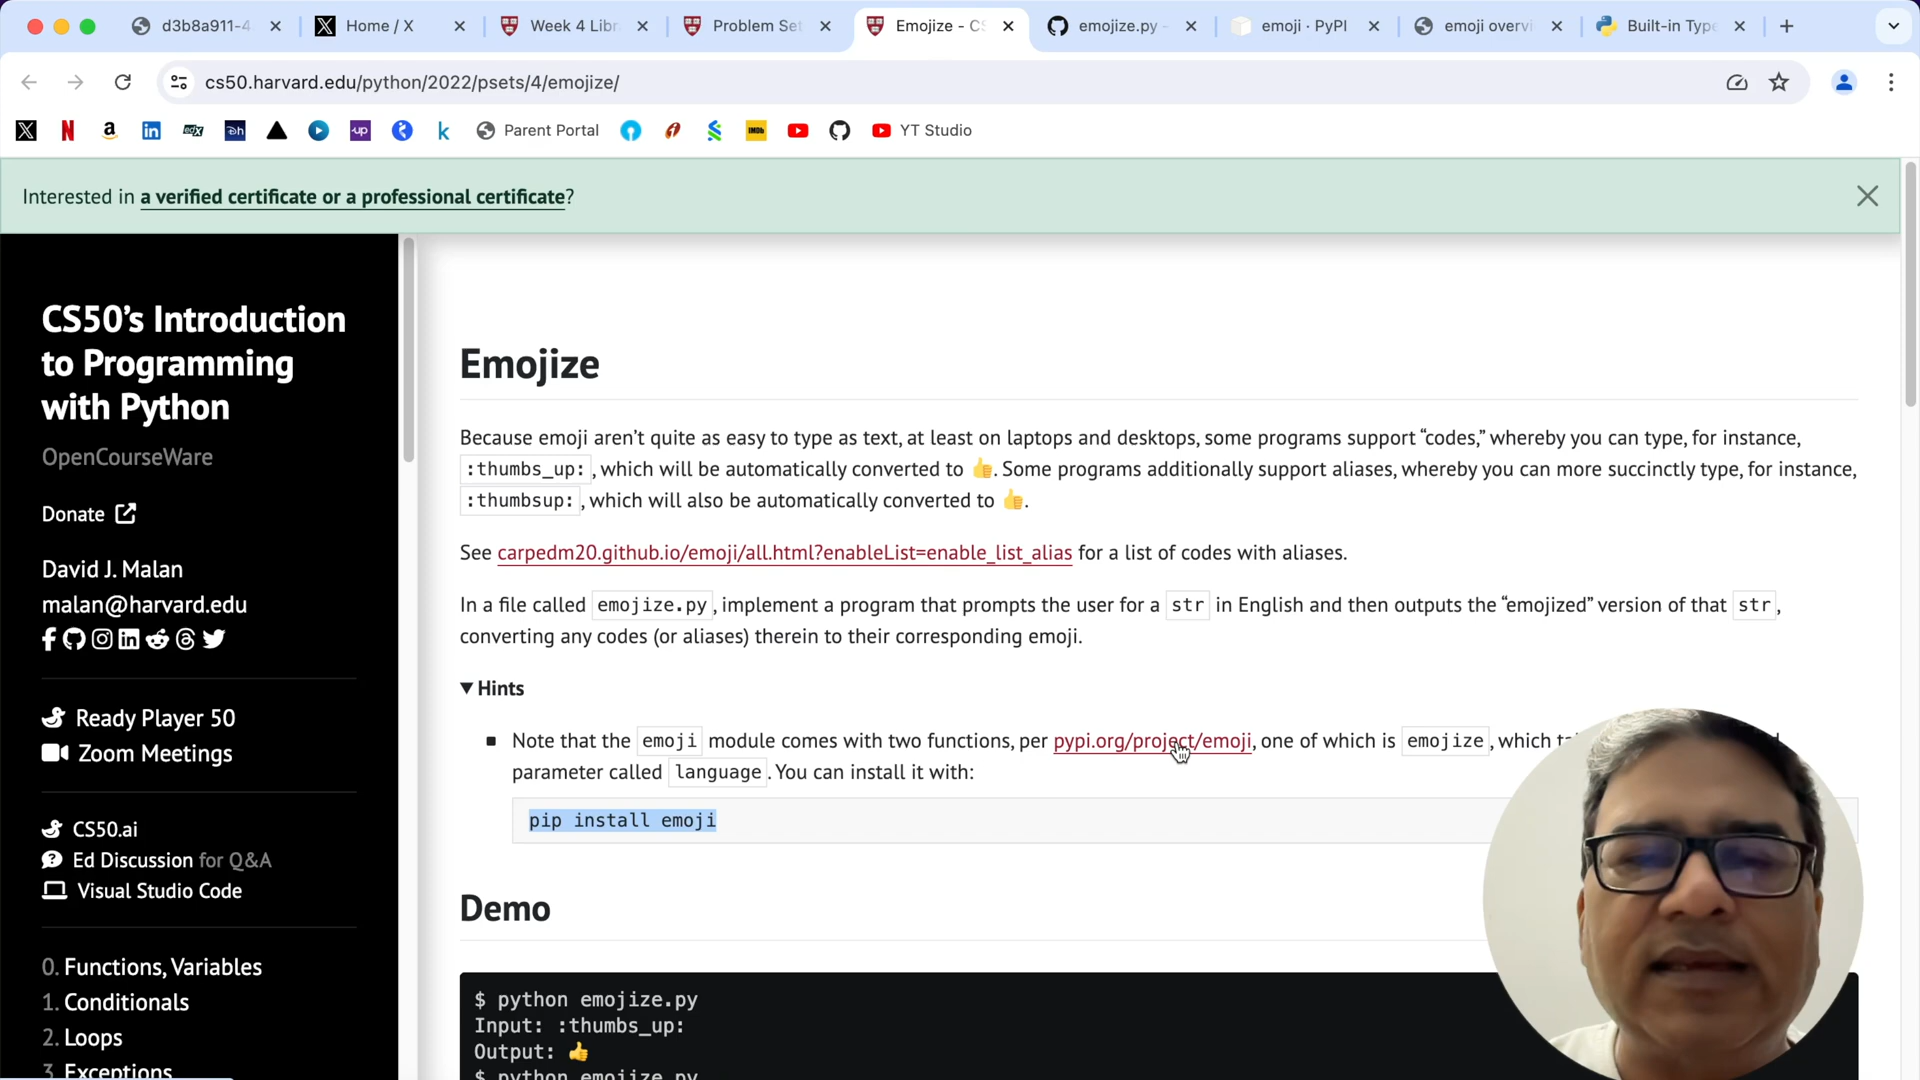 d3b8a911-4
Home / X
Week 4 Libr
Problem Set
Emojize - CS
emojize.py -
emoji · PyPI
emoji overvi
Built-in Type
cs50.harvard.edu/python/2022/psets/4/emojize/
Parent Portal
YT Studio
Interested in a verified certificate or a professional certificate?
CS50’s Introduction
to Programming
with Python
OpenCourseWare
Donate
David J. Malan
malan@harvard.edu
Ready Player 50
Zoom Meetings
CS50.ai
Ed Discussion for Q&A
Visual Studio Code
0. Functions, Variables
1. Conditionals
2. Loops
3. Exceptions
Emojize
Because emoji aren’t quite as easy to type as text, at least on laptops and desktops, some programs support “codes,” whereby you can type, for instance,
:thumbs_up:, which will be automatically converted to 👍. Some programs additionally support aliases, whereby you can more succinctly type, for instance,
:thumbsup:, which will also be automatically converted to 👍.
See carpedm20.github.io/emoji/all.html?enableList=enable_list_alias for a list of codes with aliases.
In a file called emojize.py, implement a program that prompts the user for a str in English and then outputs the “emojized” version of that str,
converting any codes (or aliases) therein to their corresponding emoji.
Hints
Note that the emoji module comes with two functions, per pypi.org/project/emoji, one of which is emojize, which
parameter called language. You can install it with:
pip install emoji
Demo
$ python emojize.py
Input: :thumbs_up:
Output: 👍
$ python emojize.py